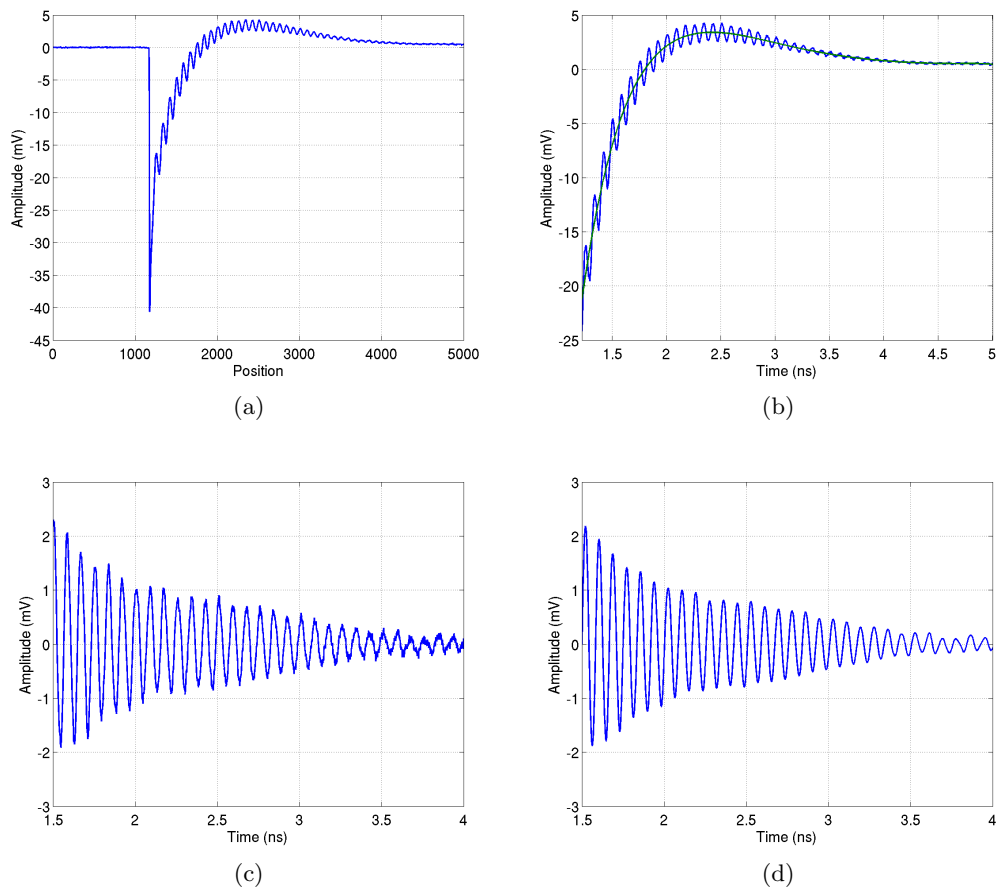 5
0
-5
-10
-15
-20
-25
-30
-35
-40
-45
Amplitude (mV)
0 1000 2000 3000 4000 5000
Position
(a)
5
0
-5
-10
-15
-20
-25
Amplitude (mV)
1.5 2 2.5 3 3.5 4 4.5 5
Time (ns)
(b)
3
2
1
0
-1
-2
-3
Amplitude (mV)
1.5 2 2.5 3 3.5 4
Time (ns)
(c)
3
2
1
0
-1
-2
-3
Amplitude (mV)
1.5 2 2.5 3 3.5 4
Time (ns)
(d)